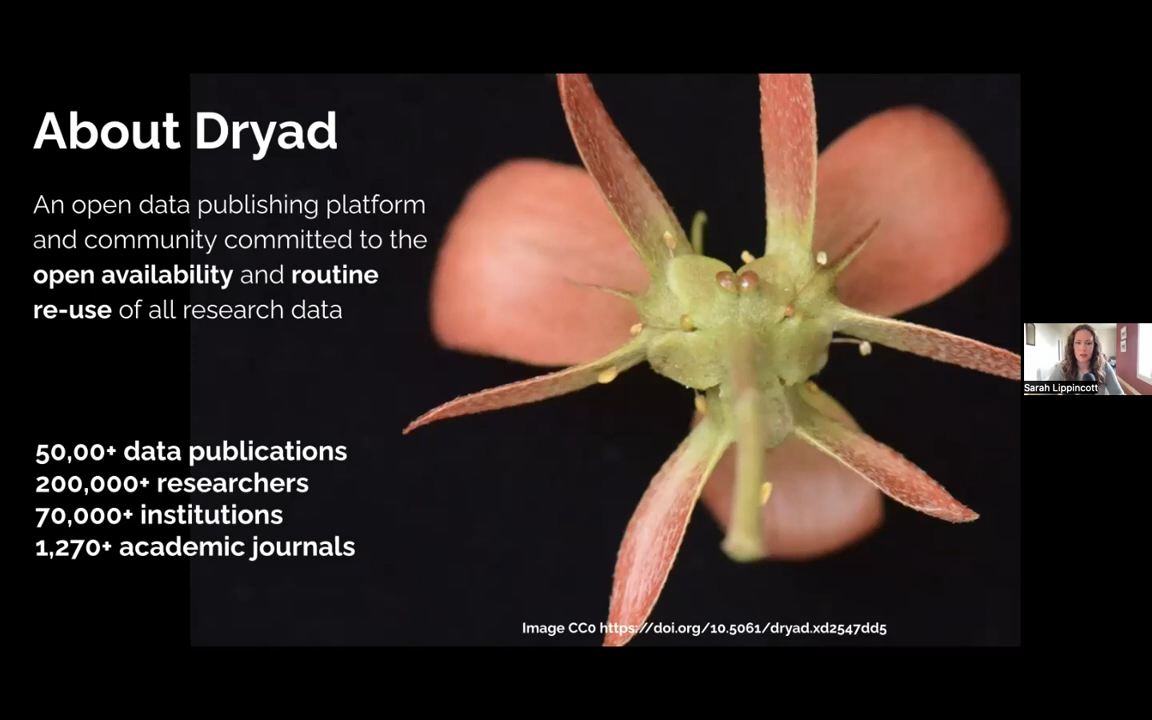 About Dryad
An open data publishing platform
and community committed to the
open availability and routine
re-use of all research data
50,00+ data publications
200,000+ researchers
70,000+ institutions
1,270+ academic journals
Image CC0 https://doi.org/10.5061/dryad.xd2547dd5
Sarah Lippincott